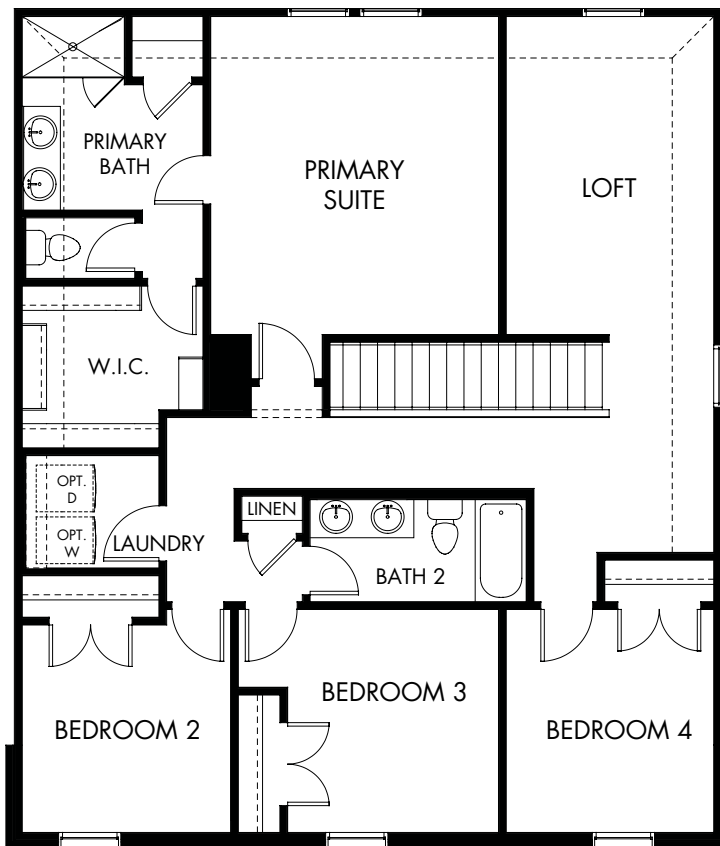 PRIMARY
BATH
PRIMARY
SUITE
LOFT
W.I.C.
OPT.
D
OPT.
W
LAUNDRY
LINEN
BATH 2
BEDROOM 2
BEDROOM 3
BEDROOM 4